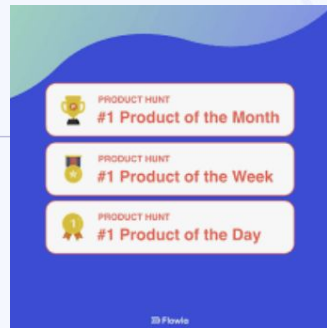 PRODUCT HUNT
#1 Product of the Month
PRODUCT HUNT
#1 Product of the Week
PRODUCT HUNT
1
#1 Product of the Day
Flowla